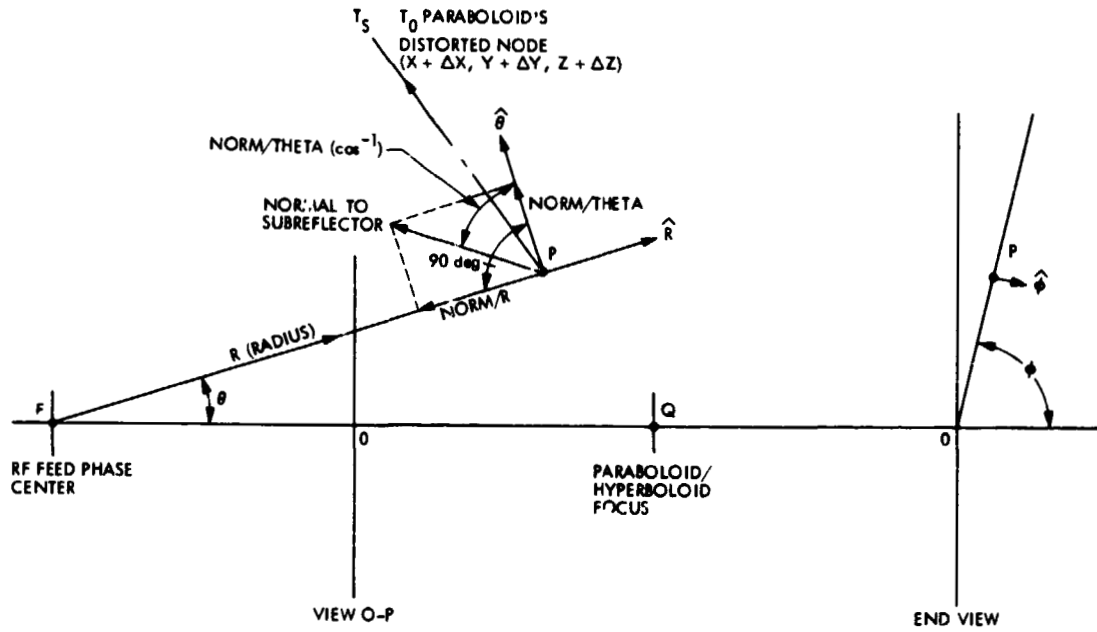 T_S T_0 PARABOLOID'S
DISTORTED NODE
(X + ΔX, Y + ΔY, Z + ΔZ)
θ̂
NORM/THETA (cos⁻¹)
NORMAL TO
SUBREFLECTOR
NORM/THETA
R̂
90 deg
P
NORM/R
R (RADIUS)
θ
F
0
Q
RF FEED PHASE
CENTER
PARABOLOID/
HYPERBOLOID
FOCUS
VIEW O-P
P
φ̂
φ
0
END VIEW